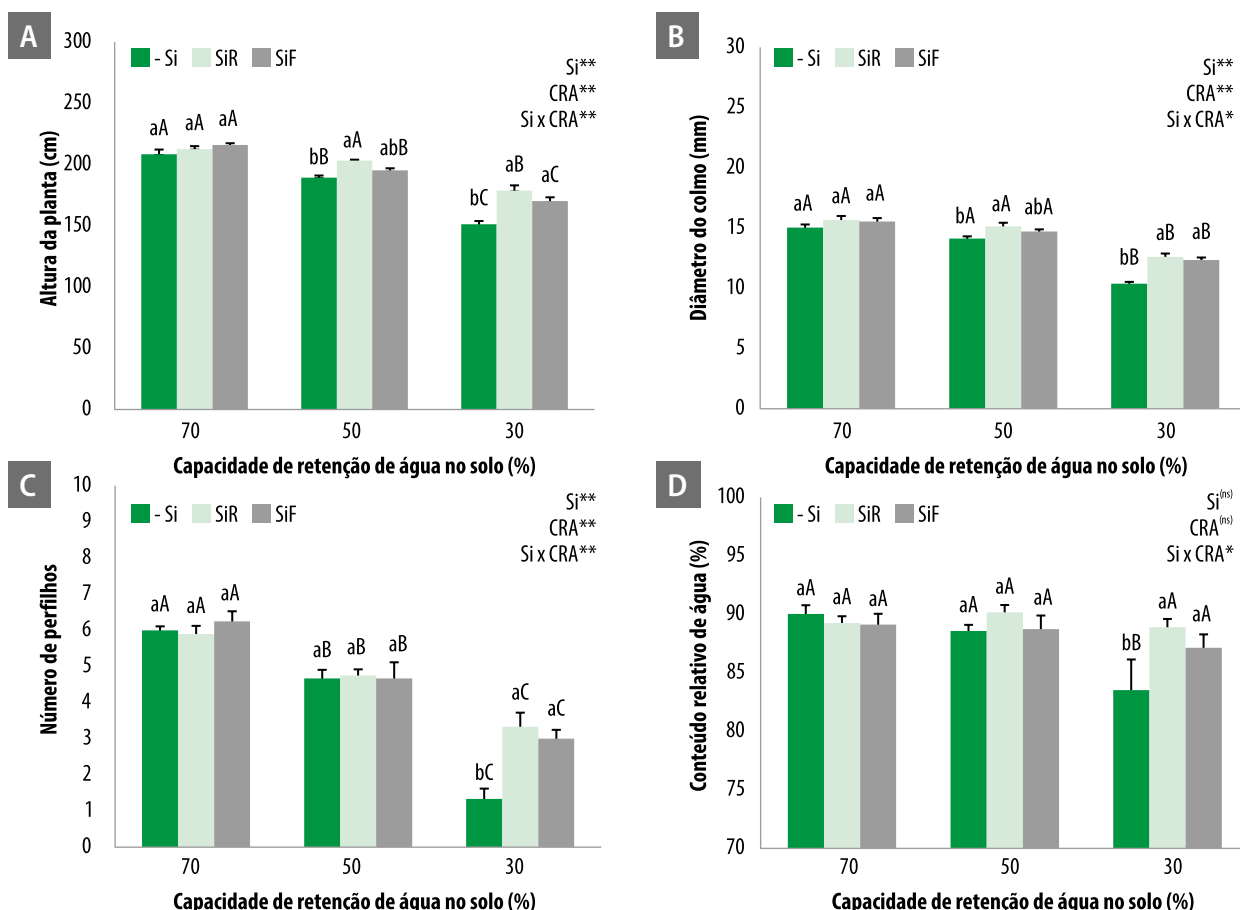 A
- Si SiR SiF
Si**
CRA**
Si x CRA**
Altura da planta (cm)
300
250
200
150
100
50
0
aA aA aA
bB aA abB
bC aB aC
70 50 30
Capacidade de retenção de água no solo (%)
B
- Si SiR SiF
Si**
CRA**
Si x CRA*
Diâmetro do colmo (mm)
30
25
20
15
10
5
0
aA aA aA
bA aA abA
bB aB aB
70 50 30
Capacidade de retenção de água no solo (%)
C
- Si SiR SiF
Si**
CRA**
Si x CRA**
Número de perfilhos
10
9
8
7
6
5
4
3
2
1
0
aA aA aA
aB aB aB
bC aC aC
70 50 30
Capacidade de retenção de água no solo (%)
D
- Si SiR SiF
Si(ns)
CRA(ns)
Si x CRA*
Conteúdo relativo de água (%)
100
95
90
85
80
75
70
aA aA aA
aA aA aA
bB aA aA
70 50 30
Capacidade de retenção de água no solo (%)